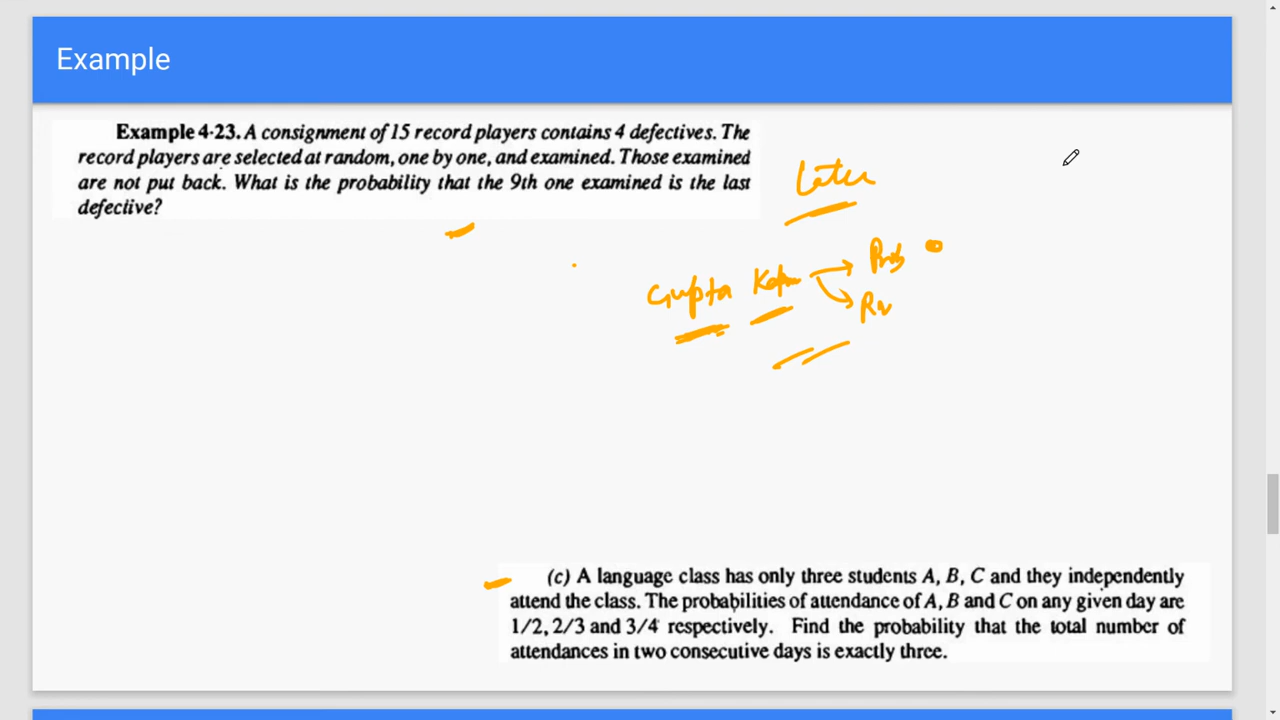 Example
Example 4·23. A consignment of 15 record players contains 4 defectives. The
record players are selected at random, one by one, and examined. Those examined
are not put back. What is the probability that the 9th one examined is the last
defective?
Later
Gupta
Prob
Rv
(c) A language class has only three students A, B, C and they independently
attend the class. The probabilities of attendance of A, B and C on any given day are
1/2, 2/3 and 3/4 respectively. Find the probability that the total number of
attendances in two consecutive days is exactly three.